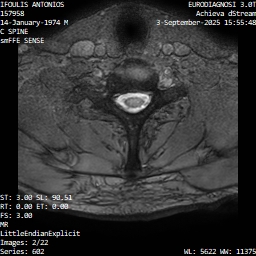 IFOULIS ANTONIOS
EURODIAGNOSI 3.0T
157958
Achieva dStream
14-January-1974 M
3-September-2025 15:55:48
C SPINE
smFFE SENSE
ST: 3.00 SL: 90.51
RT: 0.00 ET: 0.00
FS: 3.00
MR
LittleEndianExplicit
Images: 2/22
Series: 602
WL: 5622 WW: 11375